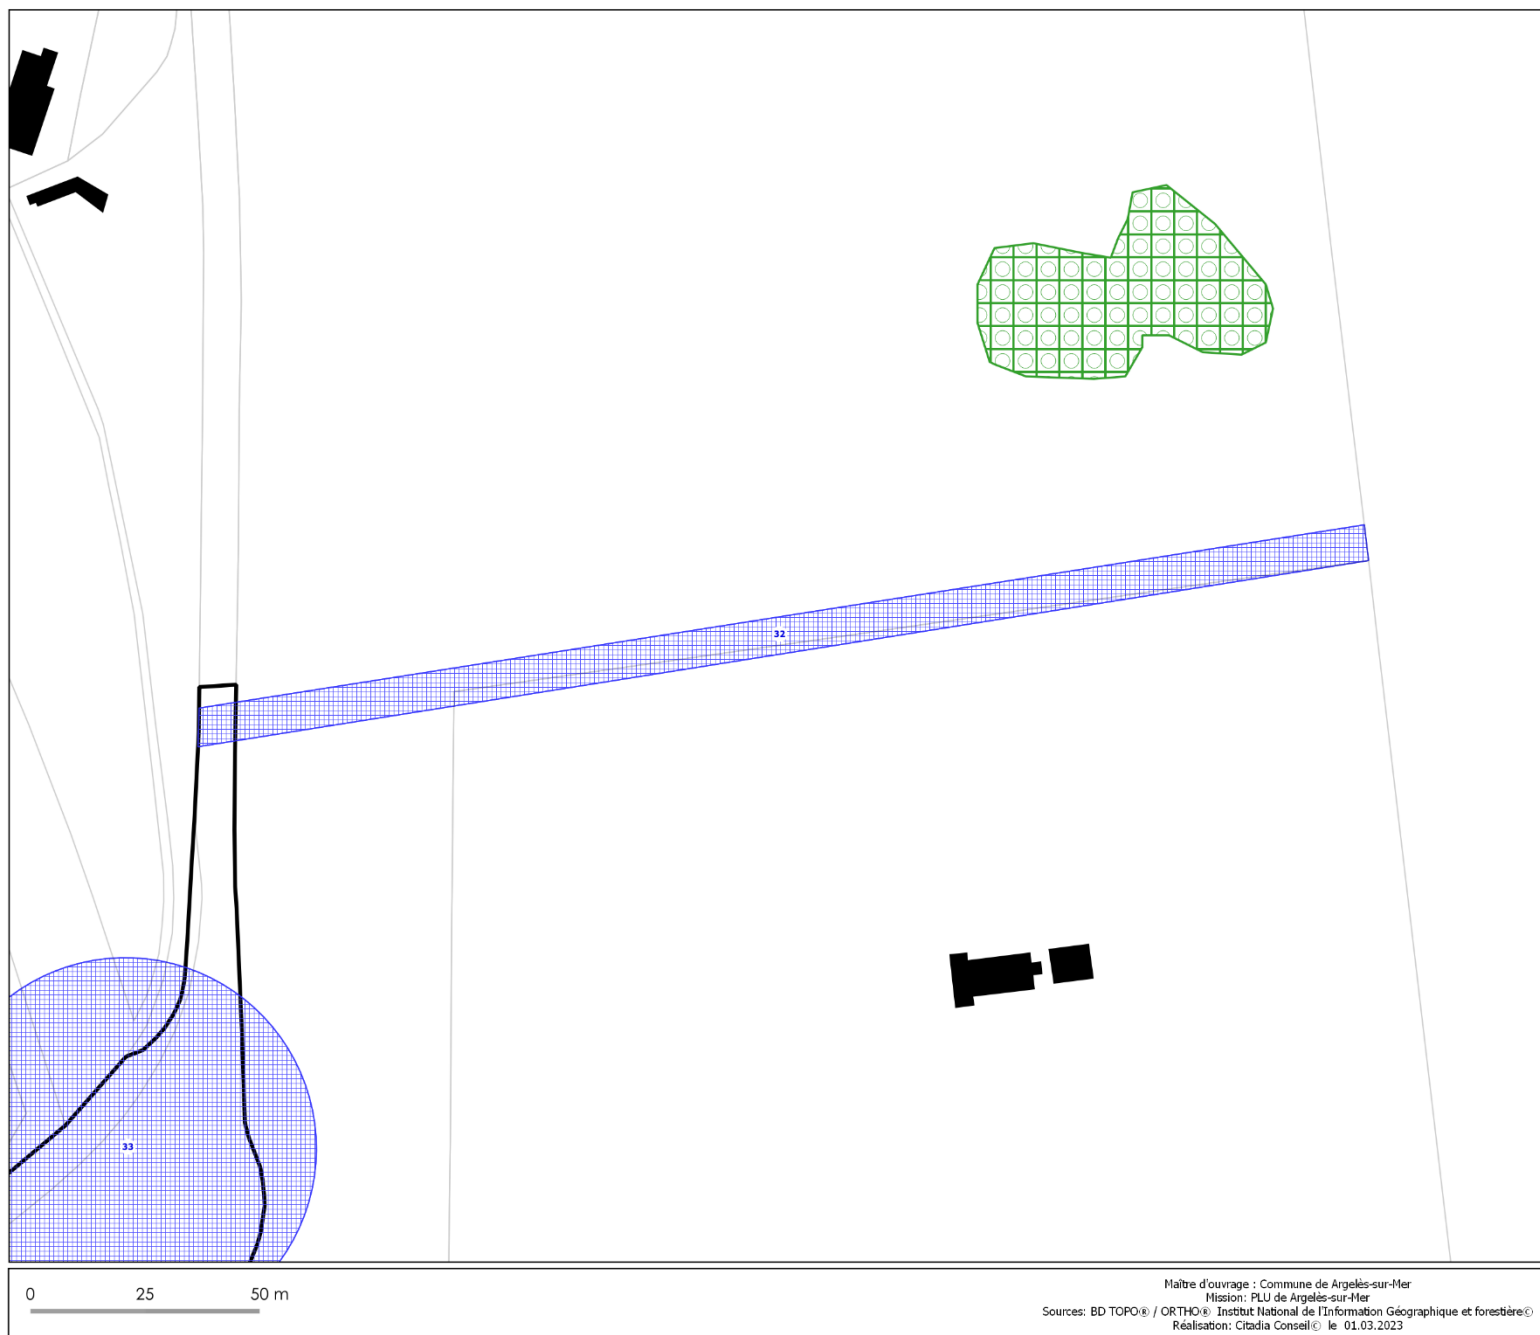 32
33
0 25 50 m
Maître d'ouvrage : Commune de Argelès-sur-Mer
Mission: PLU de Argelès-sur-Mer
Sources: BD TOPO® / ORTHO® Institut National de l'Information Géographique et forestière©
Réalisation: Citadia Conseil© le 01.03.2023